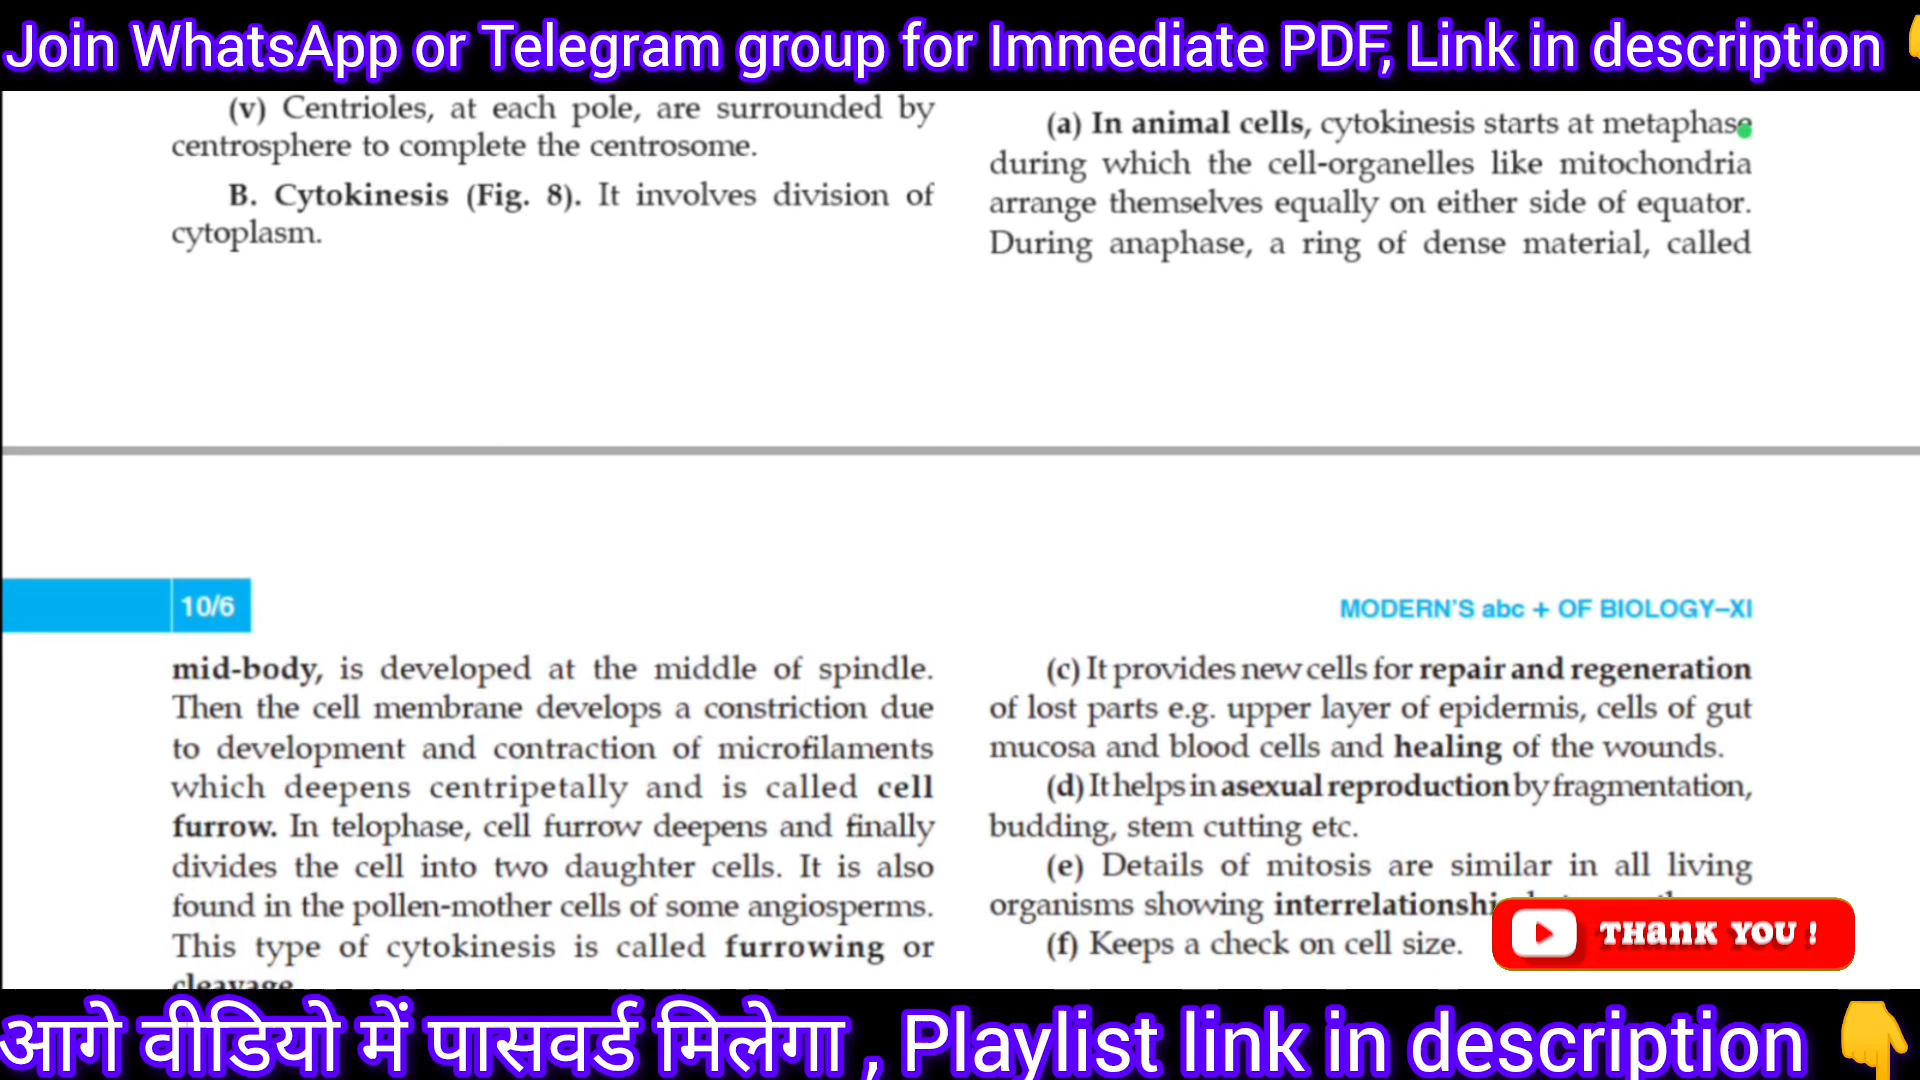 Join WhatsApp or Telegram group for Immediate PDF, Link in description
(v) Centrioles, at each pole, are surrounded by
centrosphere to complete the centrosome.
B. Cytokinesis (Fig. 8). It involves division of
cytoplasm.
(a) In animal cells, cytokinesis starts at metaphase
during which the cell-organelles like mitochondria
arrange themselves equally on either side of equator.
During anaphase, a ring of dense material, called
10/6
MODERN'S abc + OF BIOLOGY–XI
mid-body, is developed at the middle of spindle.
Then the cell membrane develops a constriction due
to development and contraction of microfilaments
which deepens centripetally and is called cell
furrow. In telophase, cell furrow deepens and finally
divides the cell into two daughter cells. It is also
found in the pollen-mother cells of some angiosperms.
This type of cytokinesis is called furrowing or
cleavage
(c) It provides new cells for repair and regeneration
of lost parts e.g. upper layer of epidermis, cells of gut
mucosa and blood cells and healing of the wounds.
(d) It helps in asexual reproduction by fragmentation,
budding, stem cutting etc.
(e) Details of mitosis are similar in all living
organisms showing
(f) Keeps a check on cell size.
THANK YOU !
आगे वीडियो में पासवर्ड मिलेगा , Playlist link in description